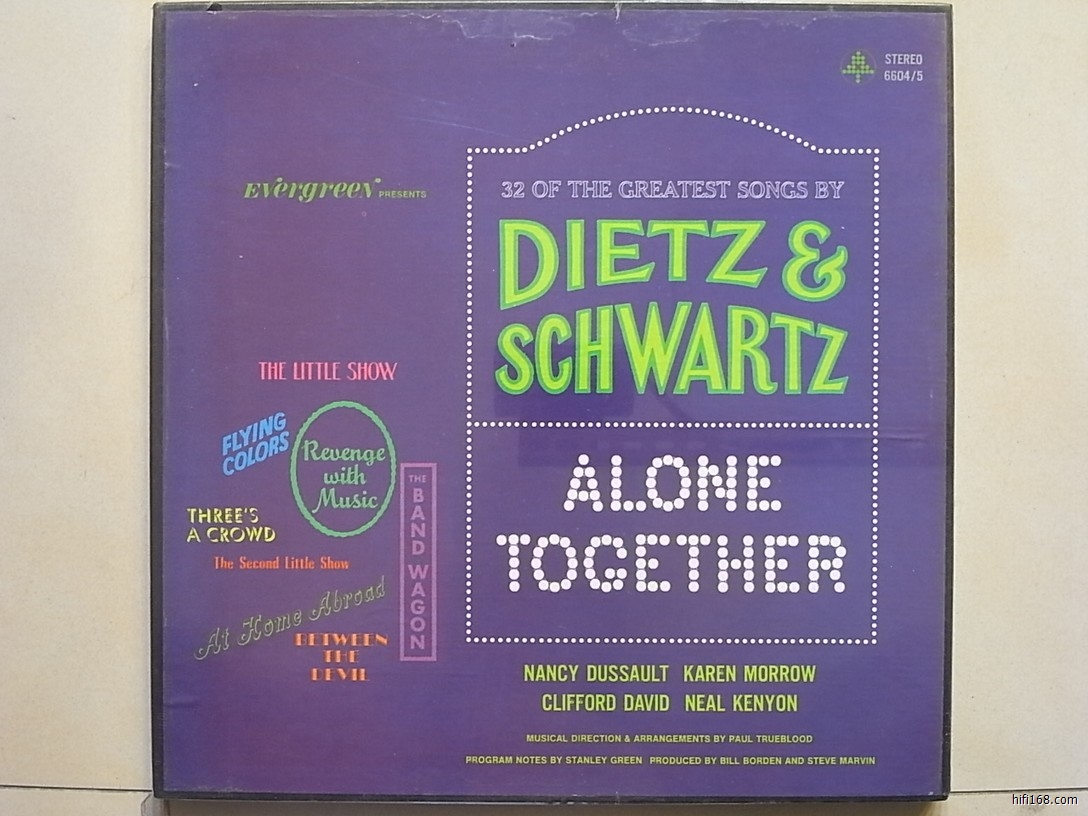 STEREO
6604/5
Evergreen PRESENTS
32 OF THE GREATEST SONGS BY
DIETZ &
SCHWARTZ
ALONE
TOGETHER
THE LITTLE SHOW
FLYING
COLORS
Revenge
with
Music
THE
BAND WAGON
THREE'S
A CROWD
The Second Little Show
At Home Abroad
BETWEEN
THE
DEVIL
NANCY DUSSAULT KAREN MORROW
CLIFFORD DAVID NEAL KENYON
MUSICAL DIRECTION & ARRANGEMENTS BY PAUL TRUEBLOOD
PROGRAM NOTES BY STANLEY GREEN PRODUCED BY BILL BORDEN AND STEVE MARVIN
hifi168.com